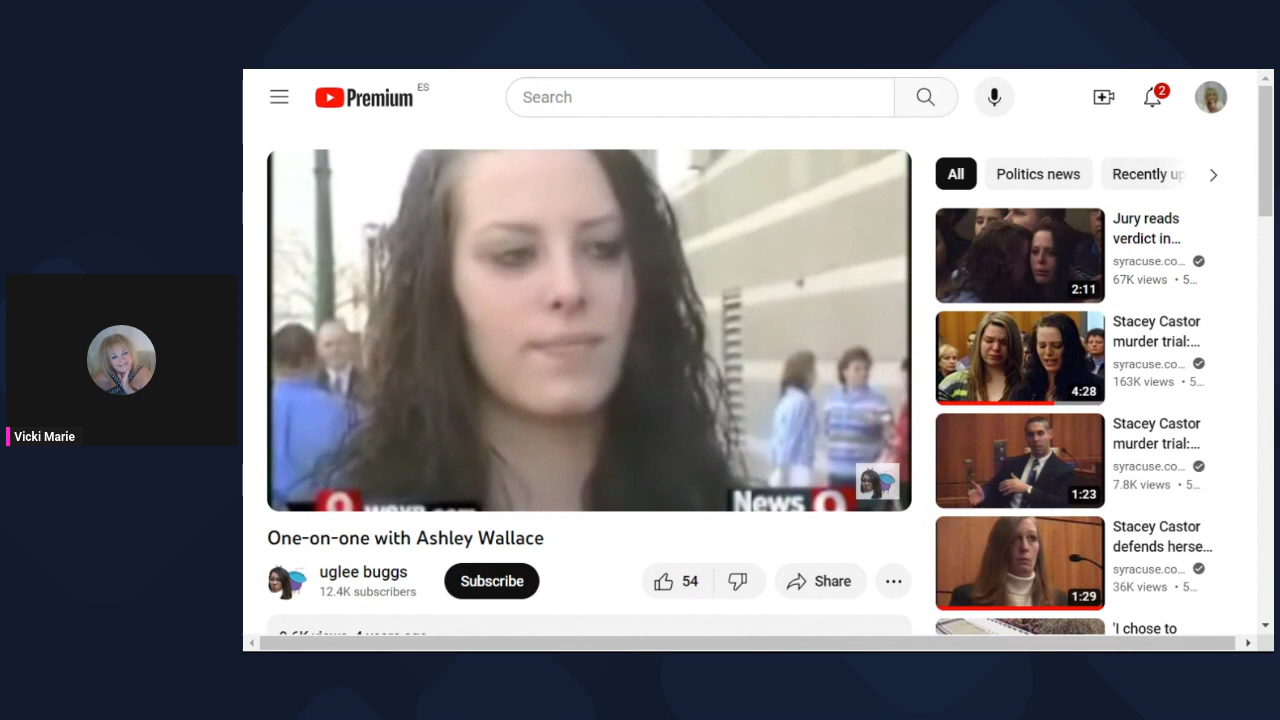 Vicki Marie
Premium ES
Search
2
All
Politics news
Recently up
News
One-on-one with Ashley Wallace
uglee buggs
12.4K subscribers
Subscribe
54
Share
Jury reads
verdict in...
syracuse.co...
67K views • 5...
2:11
Stacey Castor
murder trial:...
syracuse.co...
163K views • 5...
4:28
Stacey Castor
murder trial:...
syracuse.co...
7.8K views • 5...
1:23
Stacey Castor
defends herse...
syracuse.co...
36K views • 5...
1:29
'I chose to